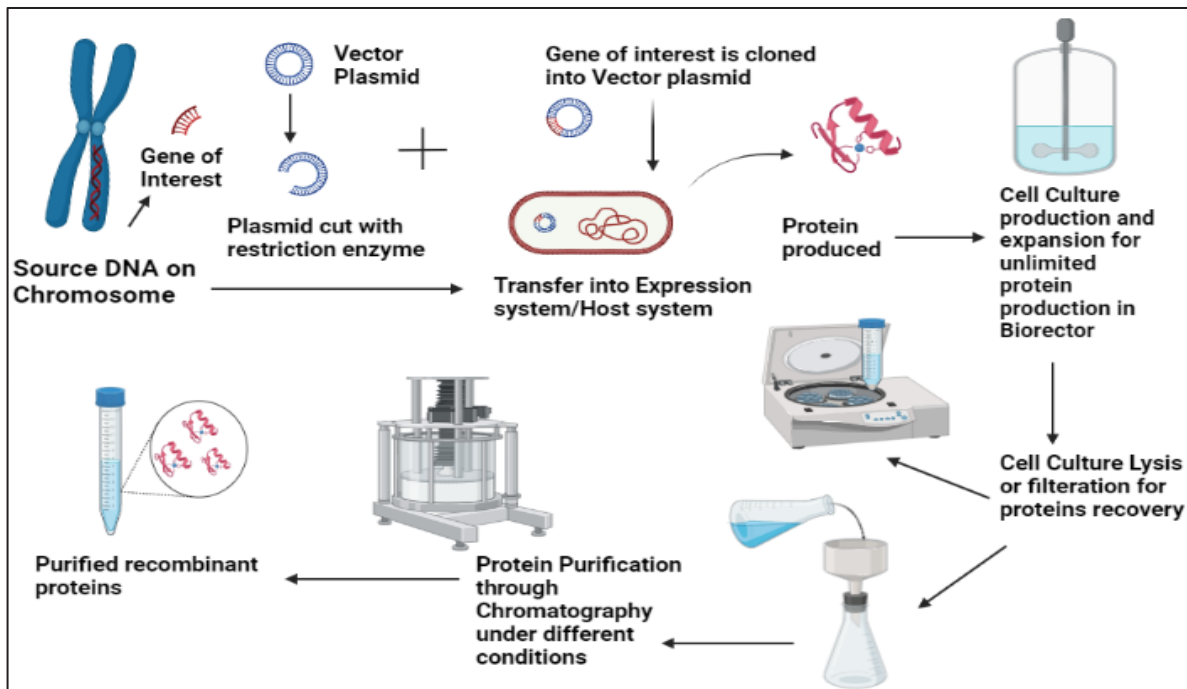 Vector
Plasmid
Gene of
Interest
Plasmid cut with
restriction enzyme
Source DNA on
Chromosome
Gene of interest is cloned
into Vector plasmid
Transfer into Expression
system/Host system
Protein
produced
Cell Culture
production and
expansion for
unlimited
protein
production in
Biorector
Cell Culture Lysis
or filteration for
proteins recovery
Protein Purification
through
Chromatography
under different
conditions
Purified recombinant
proteins